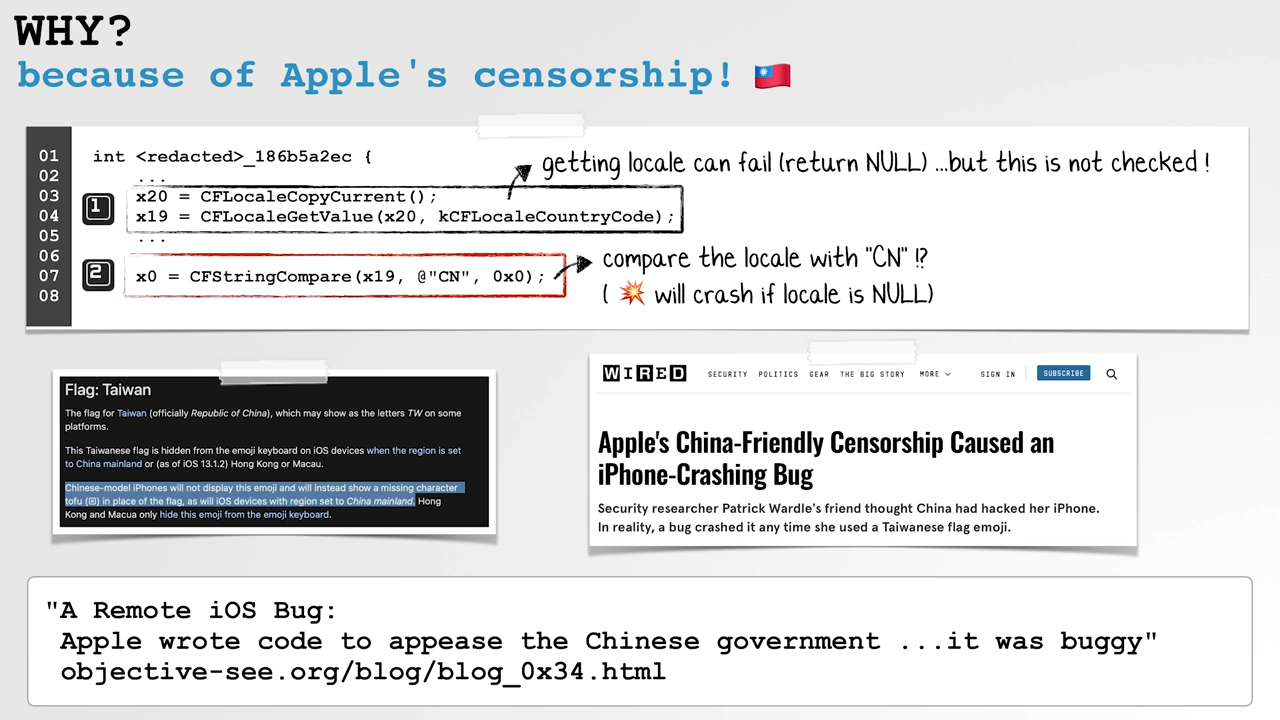 WHY?
because of Apple's censorship! 🇹🇼
01 int <redacted>_186b5a2ec {
02 ...
03 x20 = CFLocaleCopyCurrent();
04 x19 = CFLocaleGetValue(x20, kCFLocaleCountryCode);
05 ...
06
07 x0 = CFStringCompare(x19, @"CN", 0x0);
08
1
2
getting locale can fail (return NULL) ...but this is not checked !
compare the locale with "CN" !?
( 💥 will crash if locale is NULL)
Flag: Taiwan
The flag for Taiwan (officially Republic of China), which may show as the letters TW on some
platforms.
This Taiwanese flag is hidden from the emoji keyboard on iOS devices when the region is set
to China mainland or (as of iOS 13.1.2) Hong Kong or Macau.
Chinese-model iPhones will not display this emoji and will instead show a missing character
tofu (⍰) in place of the flag, as will iOS devices with region set to China mainland. Hong
Kong and Macua only hide this emoji from the emoji keyboard.
WIRED SECURITY POLITICS GEAR THE BIG STORY MORE SIGN IN SUBSCRIBE
Apple's China-Friendly Censorship Caused an
iPhone-Crashing Bug
Security researcher Patrick Wardle's friend thought China had hacked her iPhone.
In reality, a bug crashed it any time she used a Taiwanese flag emoji.
"A Remote iOS Bug:
Apple wrote code to appease the Chinese government ...it was buggy"
objective-see.org/blog/blog_0x34.html